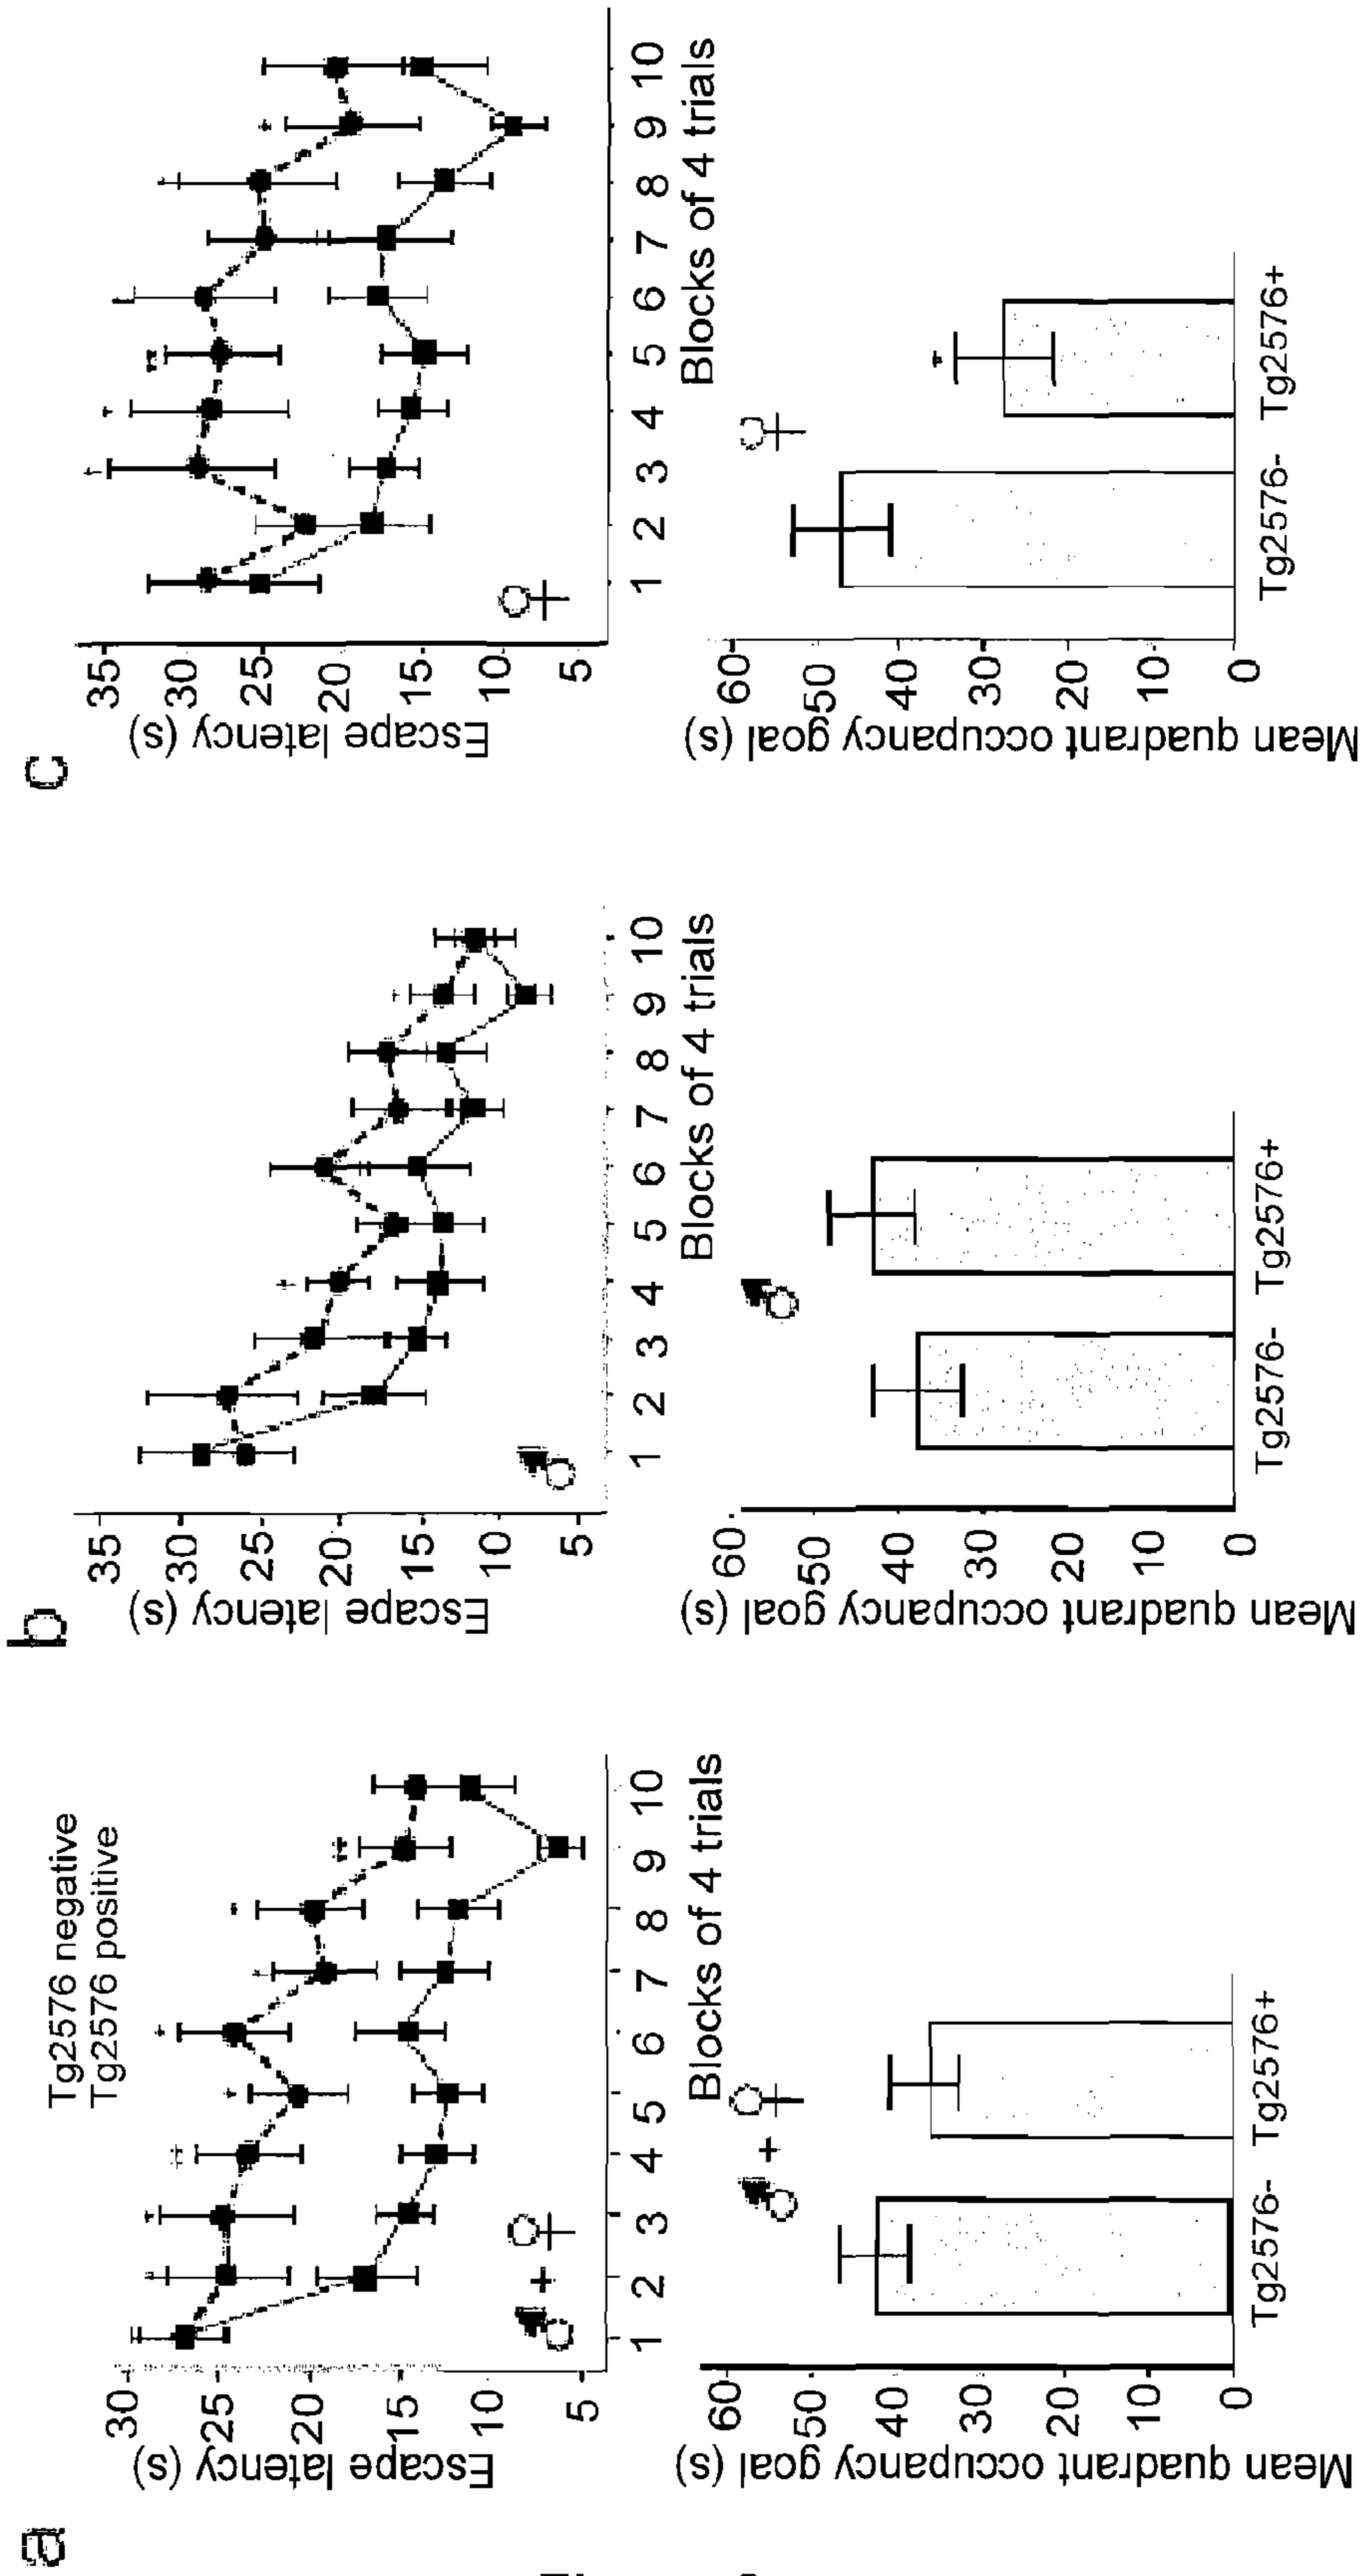 a
Tg2576 negative
Tg2576 positive
Escape latency (s)
30
25
20
15
10
5
1 2 3 4 5 6 7 8 9 10
Blocks of 4 trials
♂ + ♀
Mean quadrant occupancy goal (s)
60
50
40
30
20
10
0
♂ + ♀
Tg2576- Tg2576+
b
Escape latency (s)
35
30
25
20
15
10
5
1 2 3 4 5 6 7 8 9 10
Blocks of 4 trials
♂
Mean quadrant occupancy goal (s)
60
50
40
30
20
10
0
♂
Tg2576- Tg2576+
c
Escape latency (s)
35
30
25
20
15
10
5
1 2 3 4 5 6 7 8 9 10
Blocks of 4 trials
♀
Mean quadrant occupancy goal (s)
60
50
40
30
20
10
0
♀
Tg2576- Tg2576+